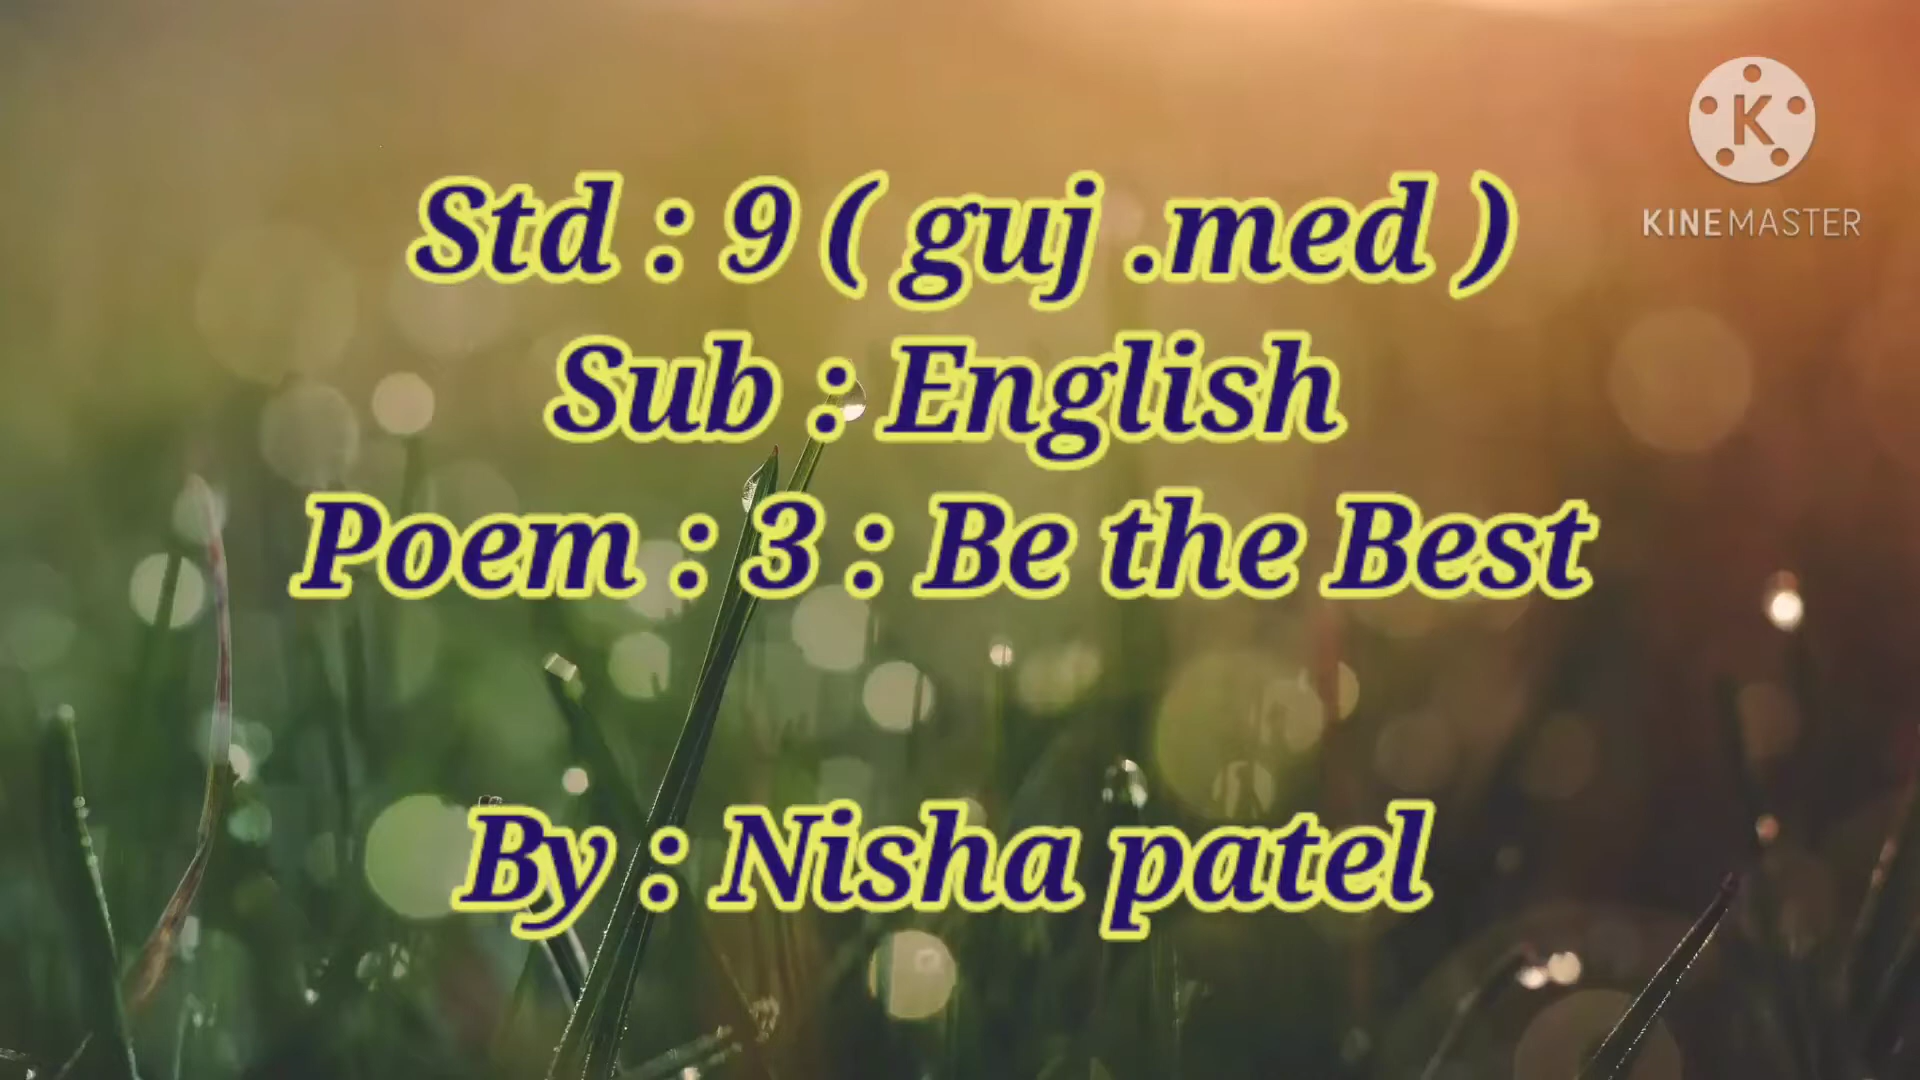 K
KINEMASTER
Std : 9 ( guj .med )
Sub : English
Poem : 3 : Be the Best
By : Nisha patel